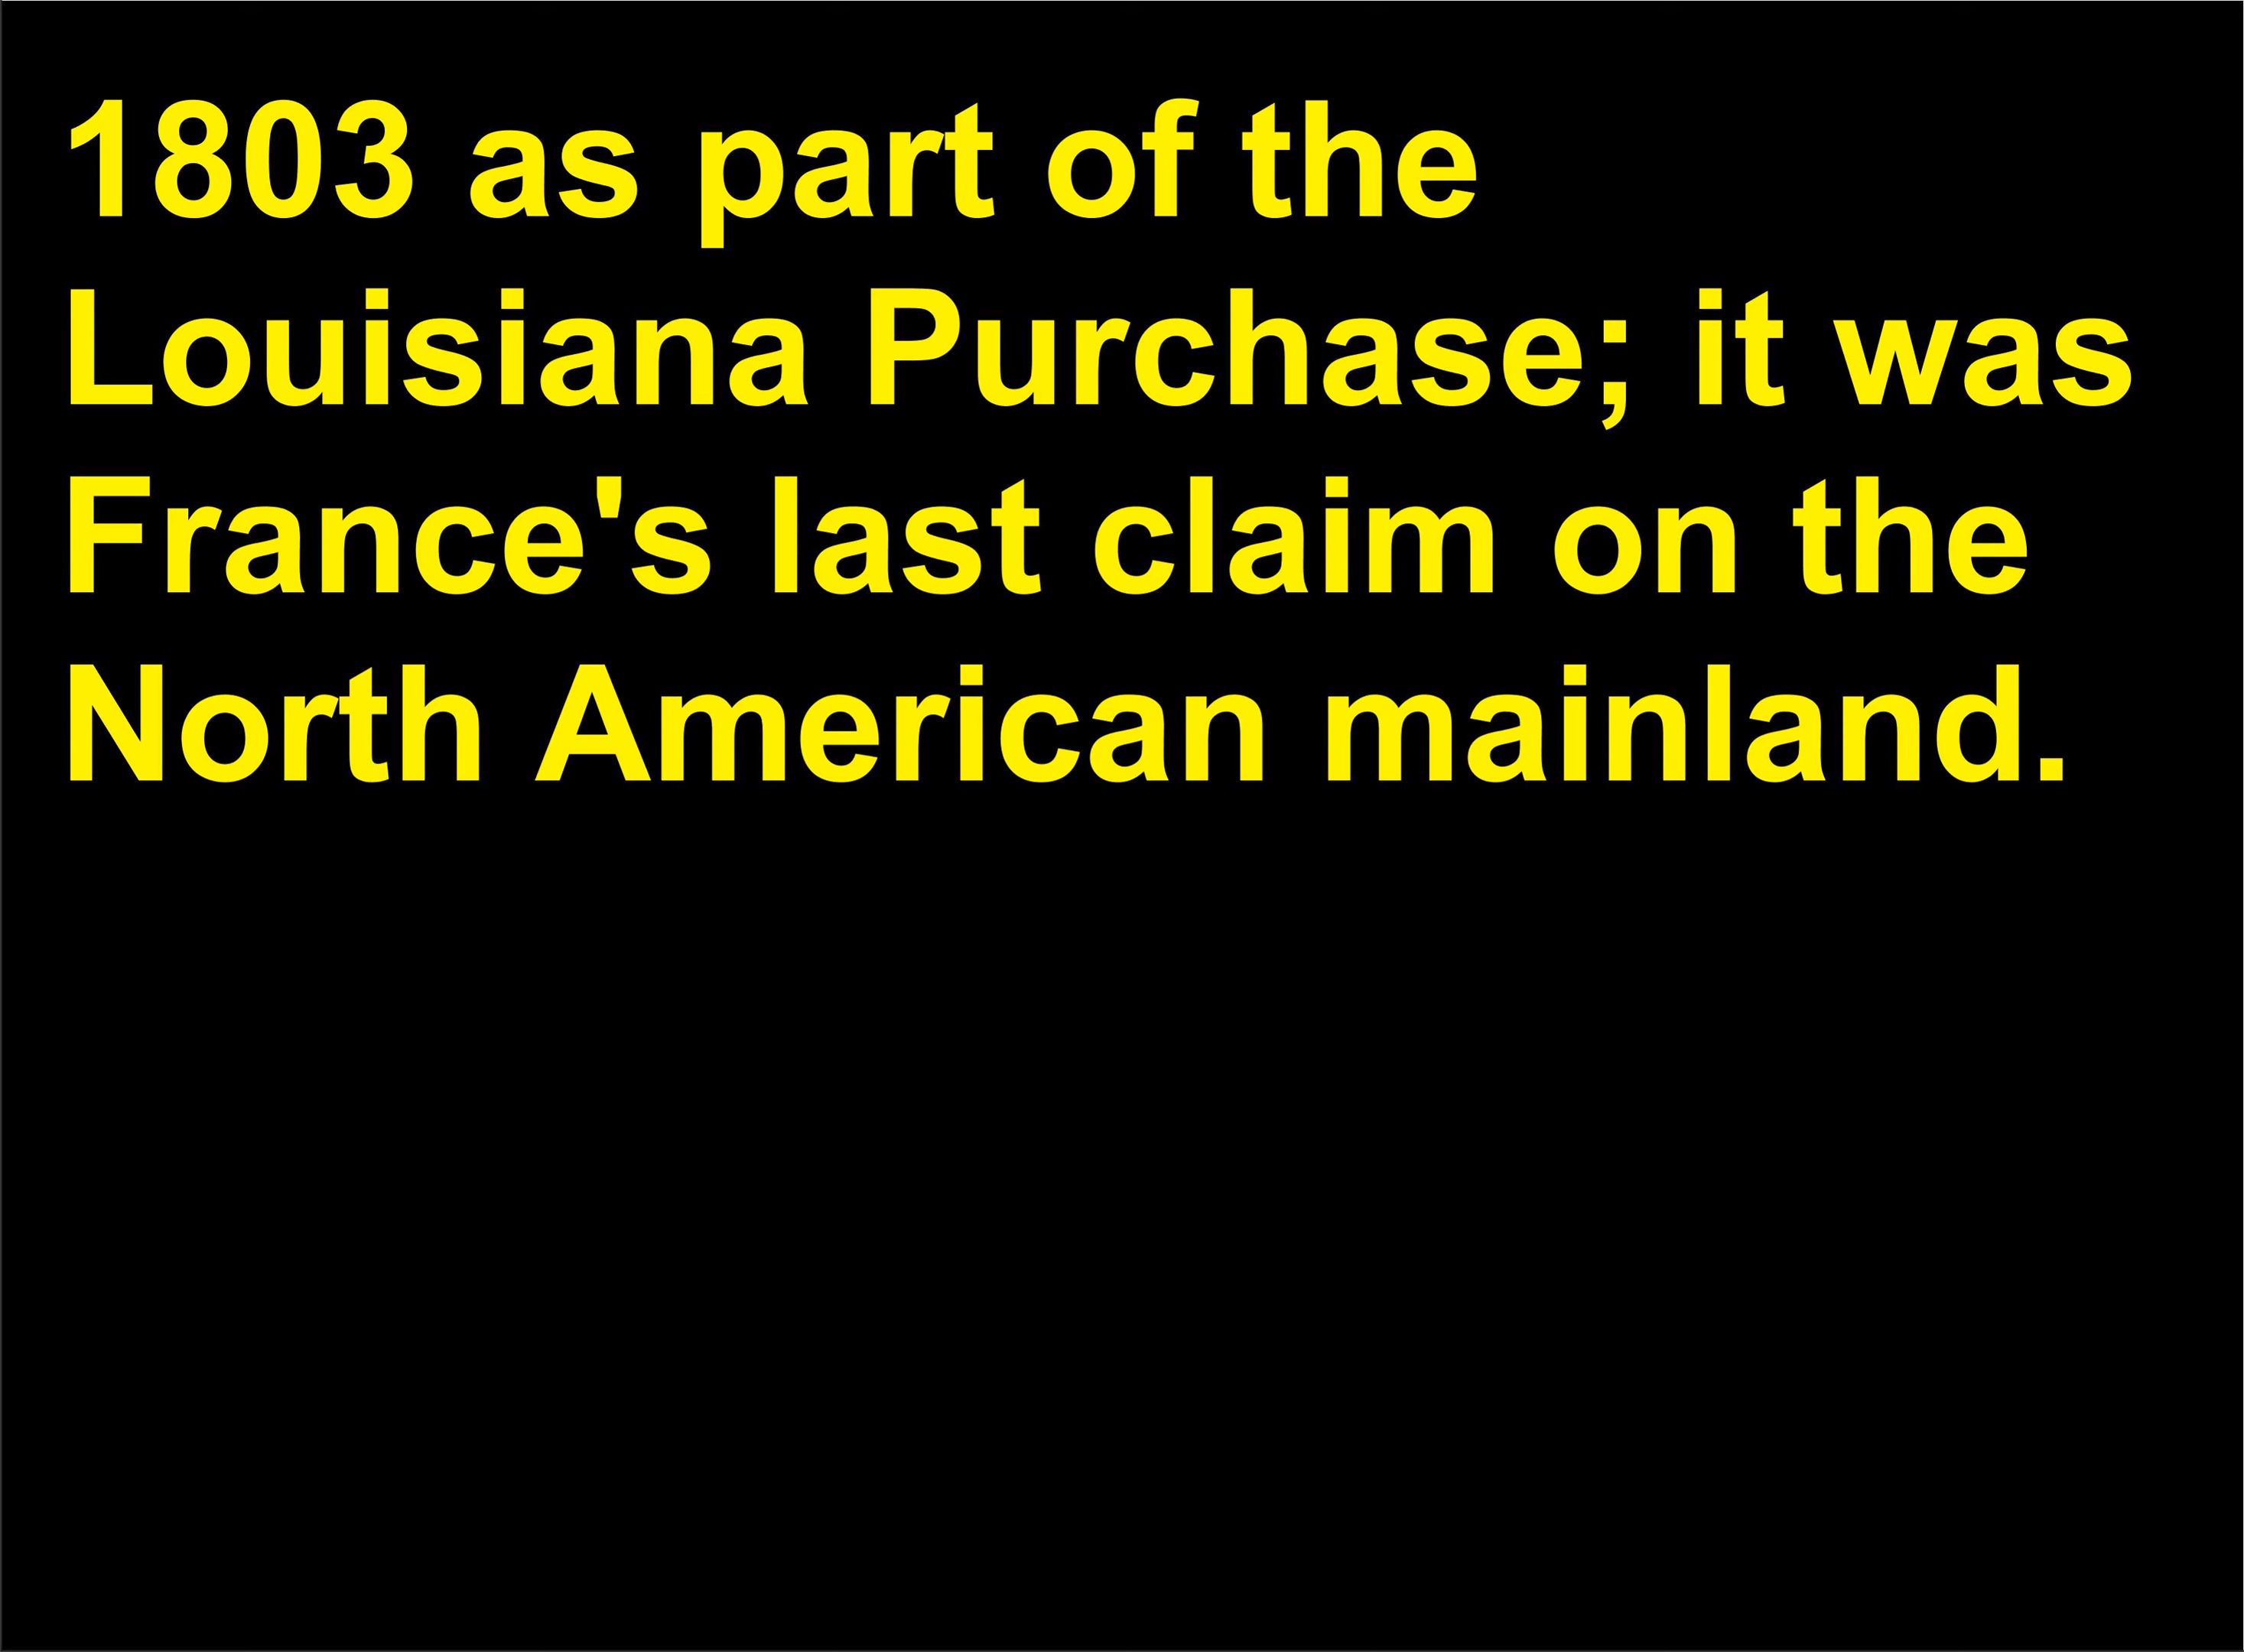 1803 as part of the
Louisiana Purchase; it was
France's last claim on the
North American mainland.